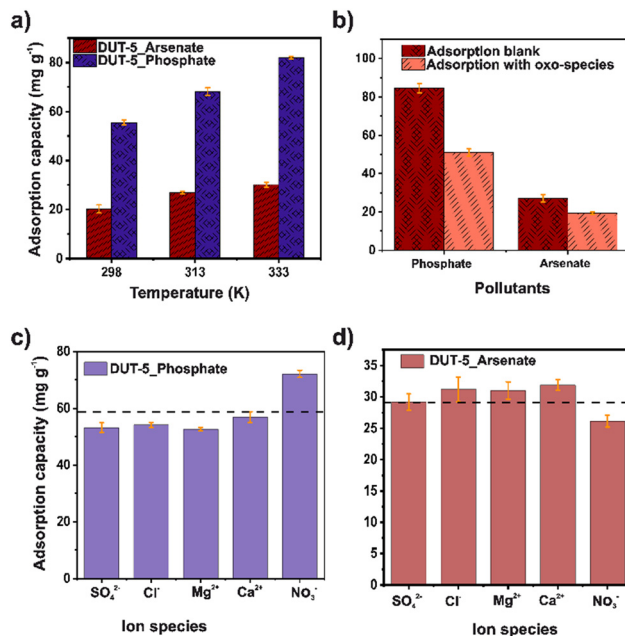 a)
DUT-5_Arsenate
DUT-5_Phosphate
Adsorption capacity (mg g⁻¹)
80
60
40
20
0
298 313 333
Temperature (K)
b)
Adsorption blank
Adsorption with oxo-species
100
80
60
40
20
0
Phosphate Arsenate
Pollutants
c)
DUT-5_Phosphate
Adsorption capacity (mg g⁻¹)
80
60
40
20
0
SO₄²⁻ Cl⁻ Mg²⁺ Ca²⁺ No₃⁻
Ion species
d)
DUT-5_Arsenate
35
30
25
20
15
10
5
0
SO₄²⁻ Cl⁻ Mg²⁺ Ca²⁺ No₃⁻
Ion species